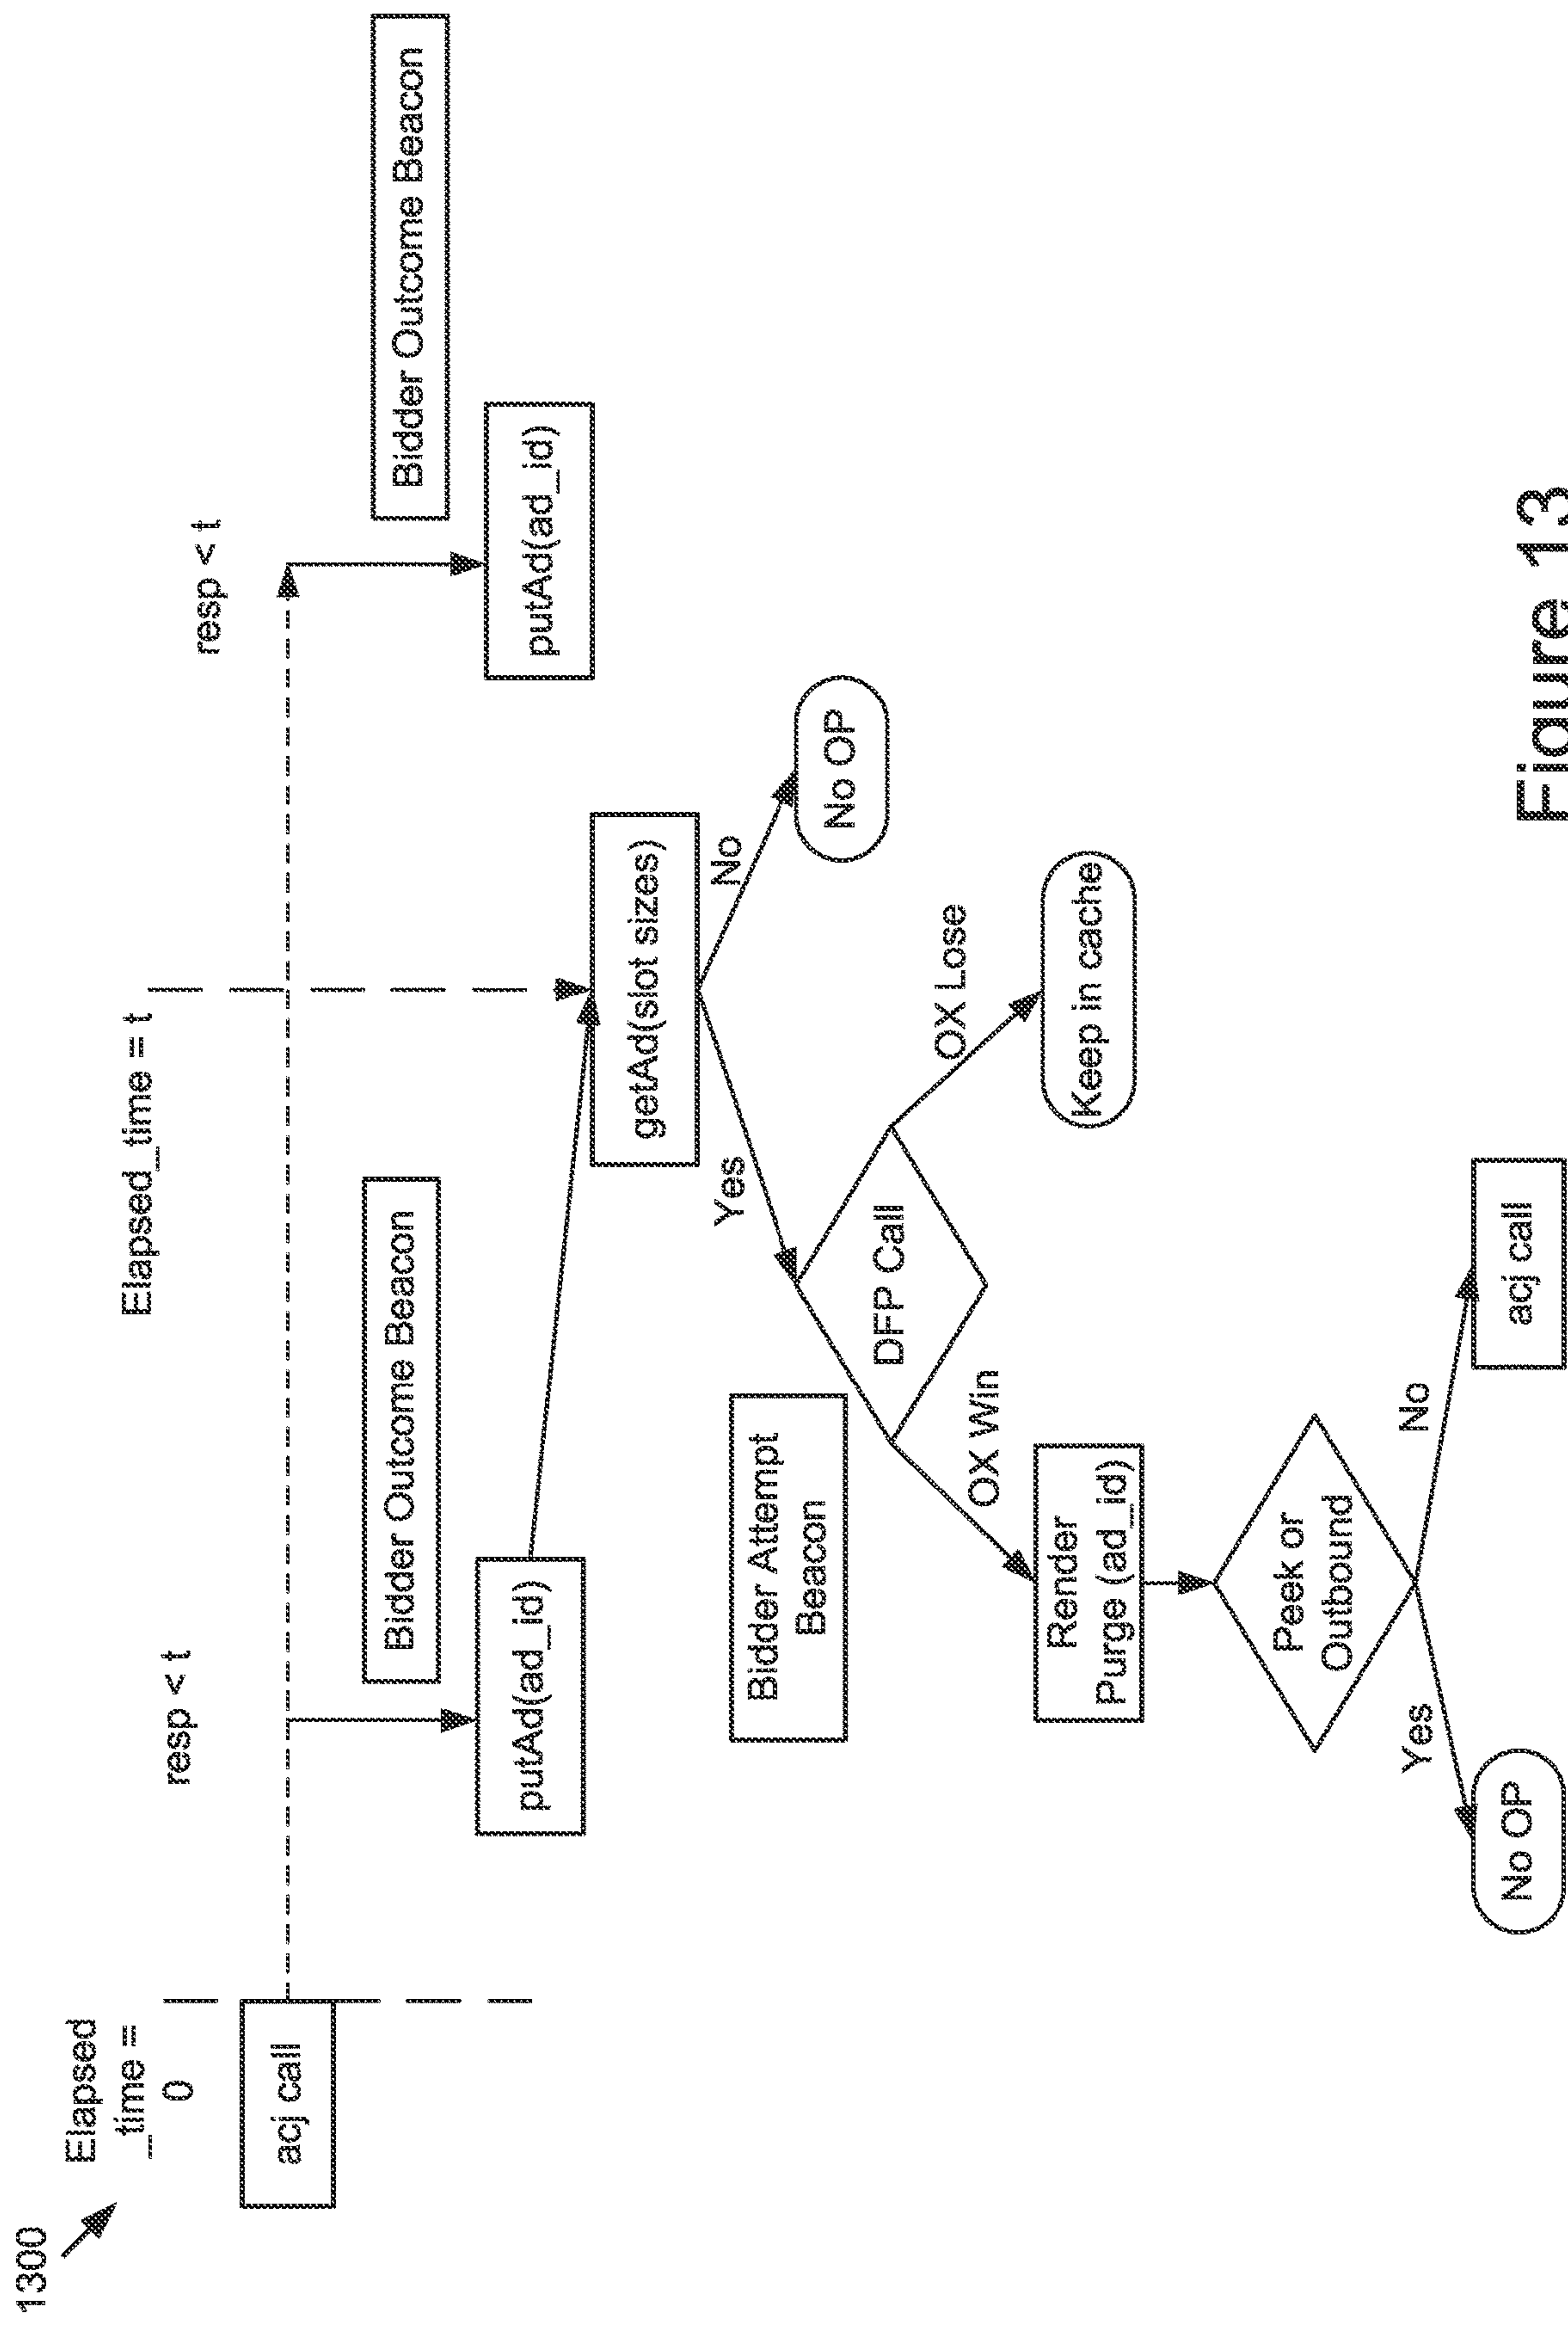 1300
Elapsed
_time =
0
acj call
resp < t
Elapsed_time = t
resp < t
Bidder Outcome Beacon
Bidder Outcome Beacon
putAd(ad_id)
putAd(ad_id)
getAd(slot sizes)
Yes
No
Bidder Attempt
Beacon
DFP Call
No OP
OX Win
OX Lose
Render
Purge (ad_id)
Keep in cache
Peek or
Outbound
Yes
No
No OP
acj call
Figure 13